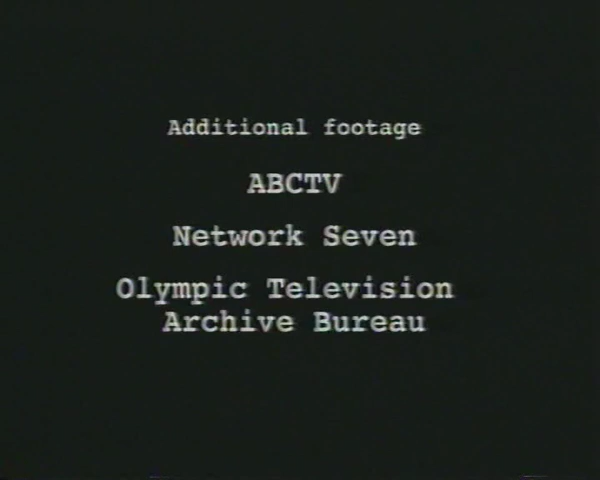 Additional footage
ABCTV
Network Seven
Olympic Television
Archive Bureau